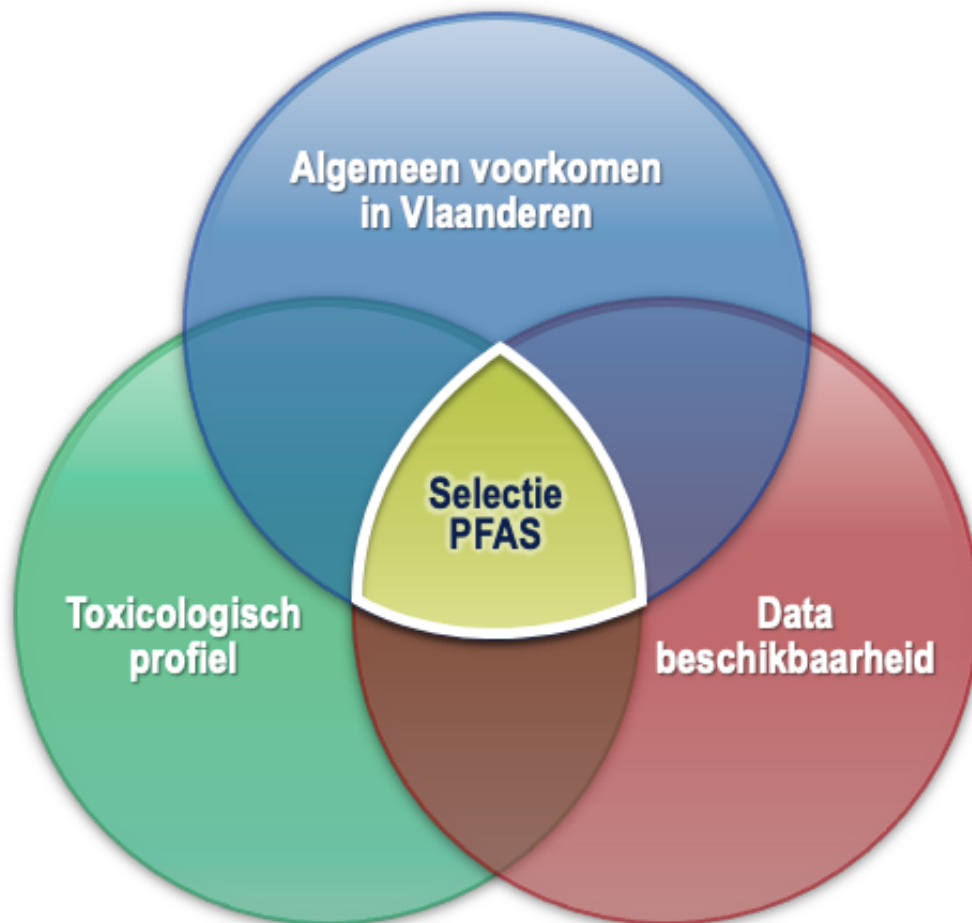 Algemeen voorkomen
in Vlaanderen
Selectie
PFAS
Toxicologisch
profiel
Data
beschikbaarheid